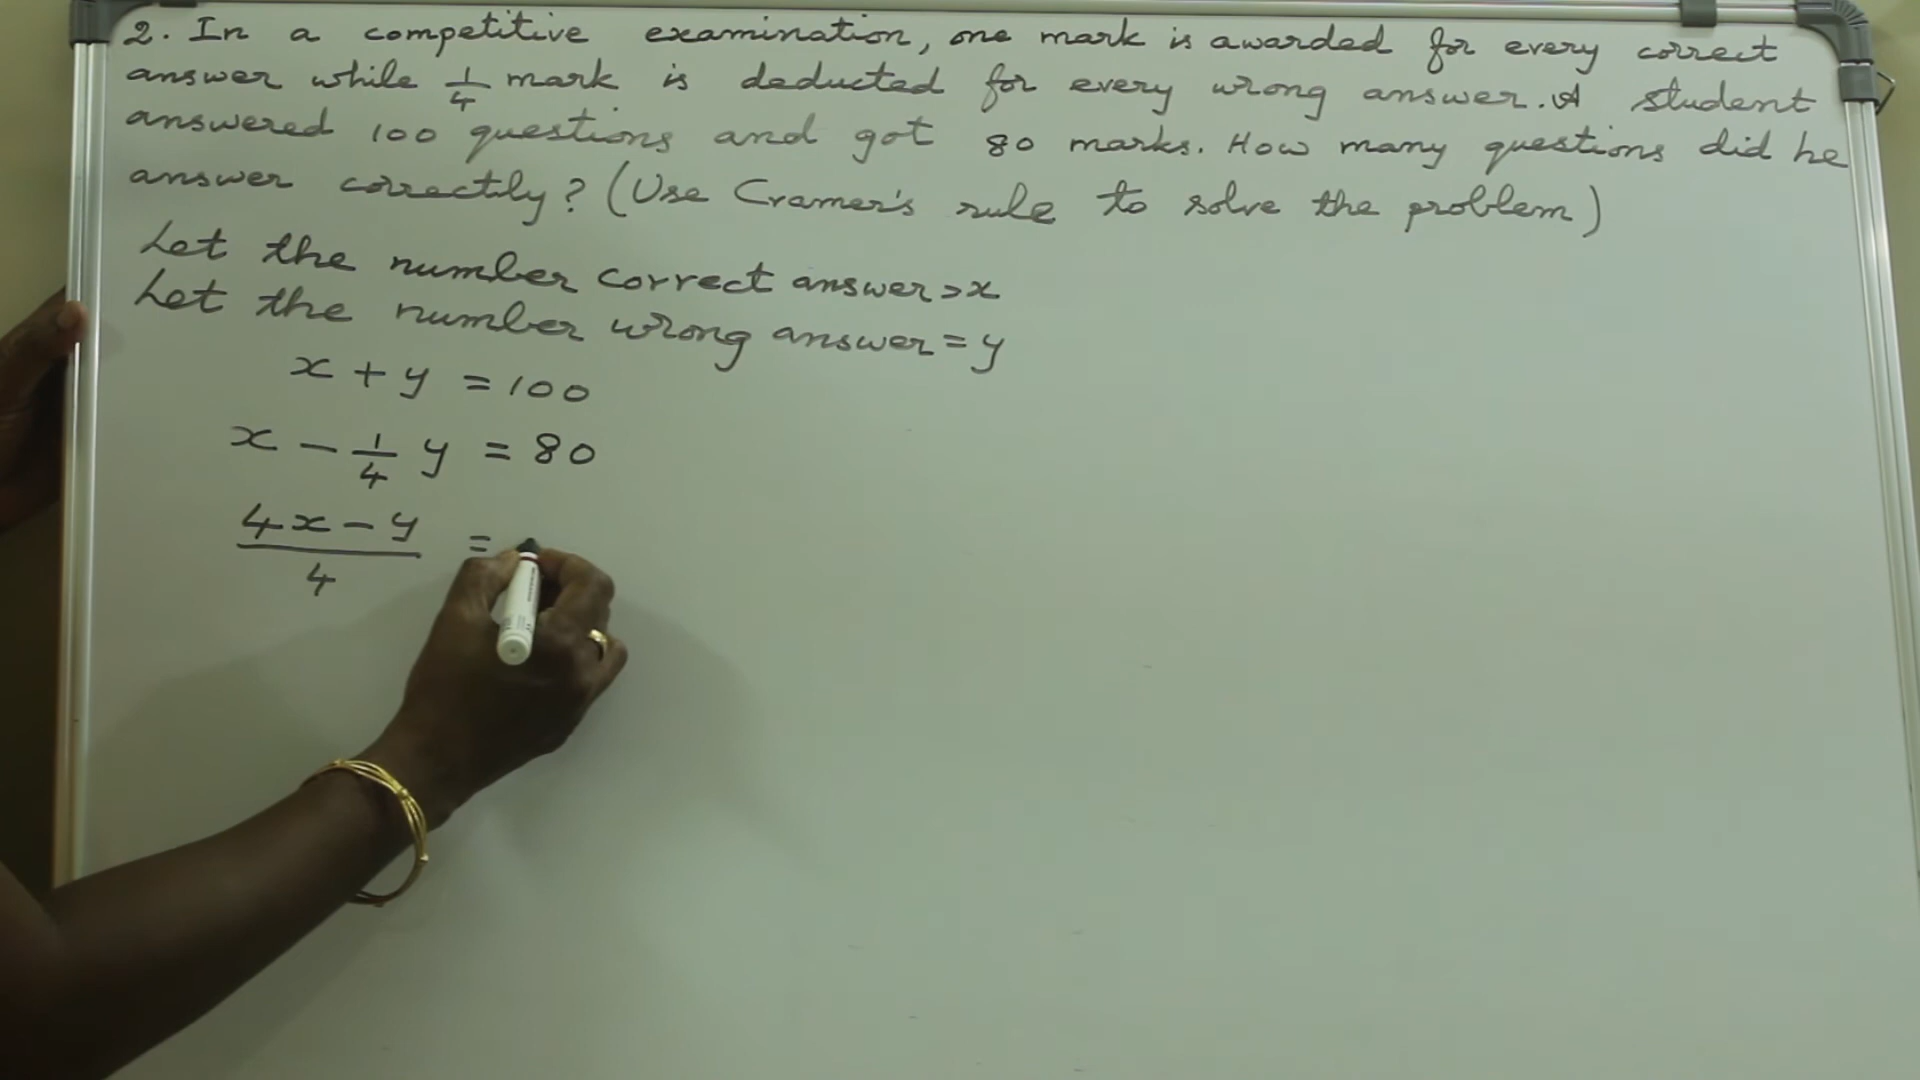 2. In a competitive examination, one mark is awarded for every correct
answer while 1/4 mark is deducted for every wrong answer. A student
answered 100 questions and got 80 marks. How many questions did he
answer correctly? (Use Cramer's rule to solve the problem)
Let the number correct answer = x
Let the number wrong answer = y
x + y = 100
x - 1/4 y = 80
(4x - y)/4 =